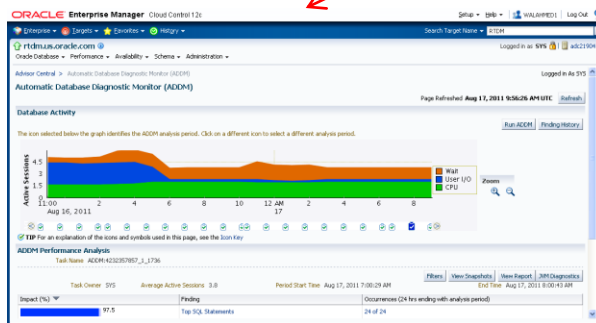 ORACLE Enterprise Manager Cloud Control 12c
Setup Help WALAHMED1 Log Out
Enterprise Targets Favorites History
Search Target Name RTDM
rtdm.us.oracle.com
Logged in as SYS
Oracle Database Performance Availability Schema Administration
Advisor Central > Automatic Database Diagnostic Monitor (ADDM)
Logged in As SYS
Automatic Database Diagnostic Monitor (ADDM)
Page Refreshed Aug 17, 2011 9:56:26 AM UTC Refresh
Database Activity
Run ADDM Finding History
The icon selected below the graph identifies the ADDM analysis period. Click on a different icon to select a different analysis period.
Active Sessions
4.5
3
1.5
0
Wait
User I/O
CPU
Zoom
11:00 2 4 6 8 10 12 AM 2 4 6 8
Aug 16, 2011 17
TIP For an explanation of the icons and symbols used in this page, see the Icon Key
ADDM Performance Analysis
Task Name ADDM:4232357857_1_1736
Filters View Snapshots View Report JVM Diagnostics
Task Owner SYS Average Active Sessions 3.8 Period Start Time Aug 17, 2011 7:00:29 AM End Time Aug 17, 2011 8:00:43 AM
Impact (%) Finding Occurrences (24 hrs ending with analysis period)
97.5 Top SQL Statements 24 of 24